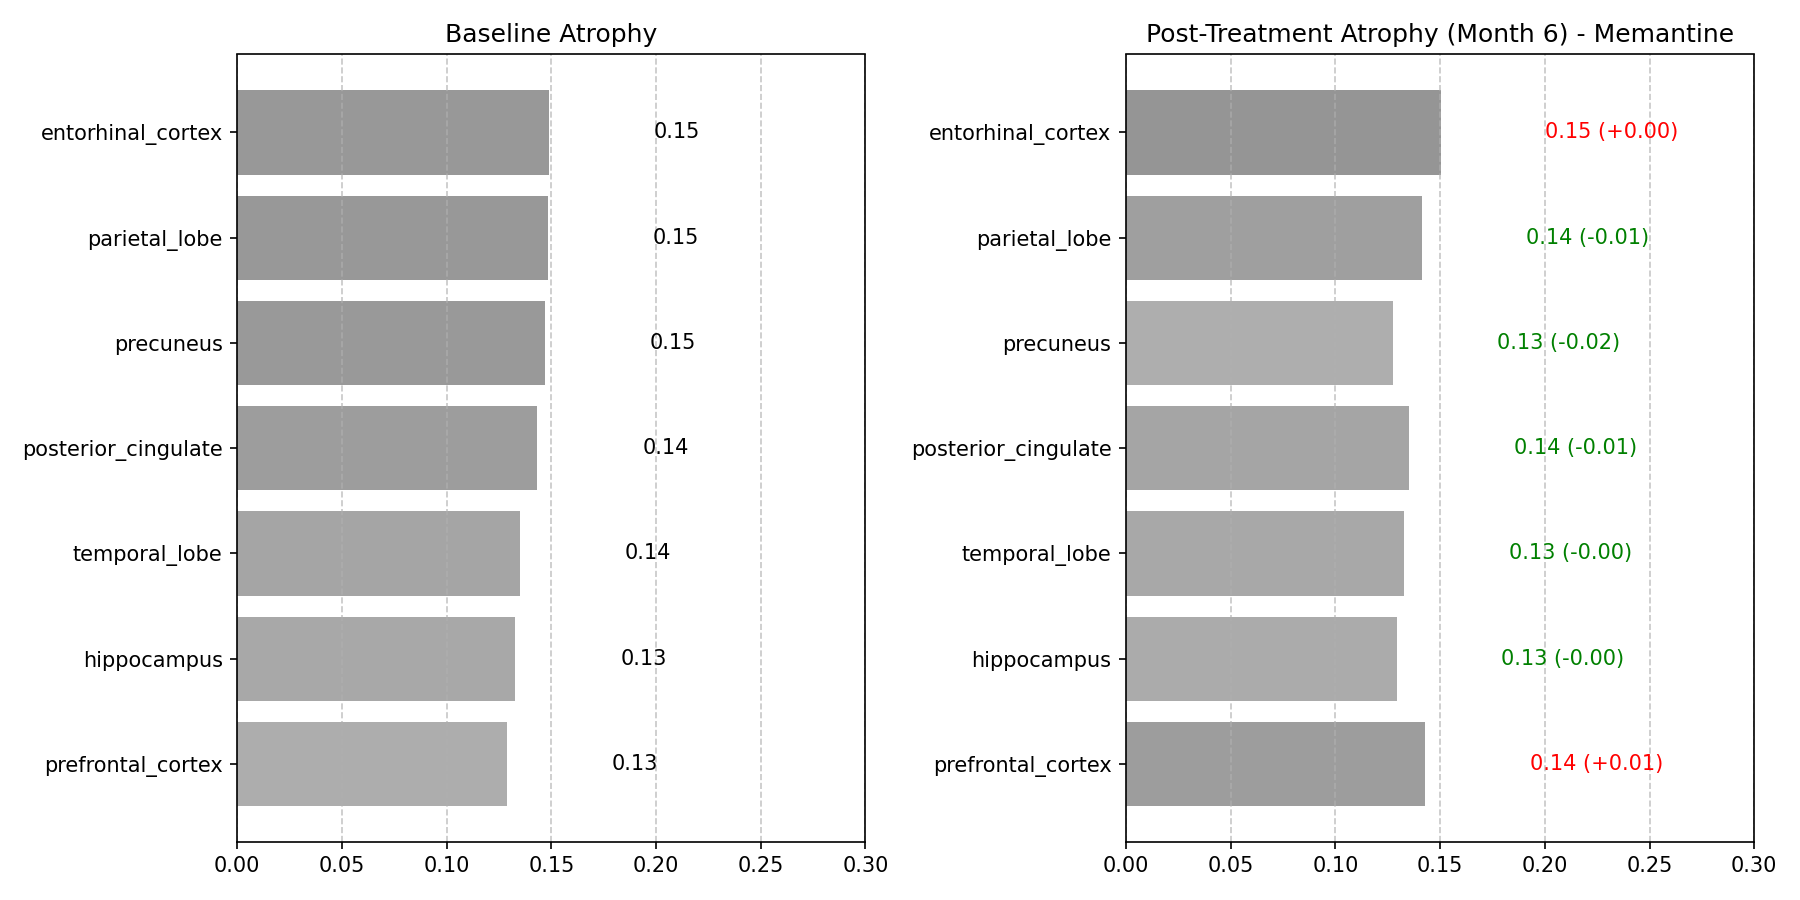 Baseline Atrophy
entorhinal_cortex 0.15
parietal_lobe 0.15
precuneus 0.15
posterior_cingulate 0.14
temporal_lobe 0.14
hippocampus 0.13
prefrontal_cortex 0.13
0.00 0.05 0.10 0.15 0.20 0.25 0.30
Post-Treatment Atrophy (Month 6) - Memantine
entorhinal_cortex 0.15 (+0.00)
parietal_lobe 0.14 (-0.01)
precuneus 0.13 (-0.02)
posterior_cingulate 0.14 (-0.01)
temporal_lobe 0.13 (-0.00)
hippocampus 0.13 (-0.00)
prefrontal_cortex 0.14 (+0.01)
0.00 0.05 0.10 0.15 0.20 0.25 0.30